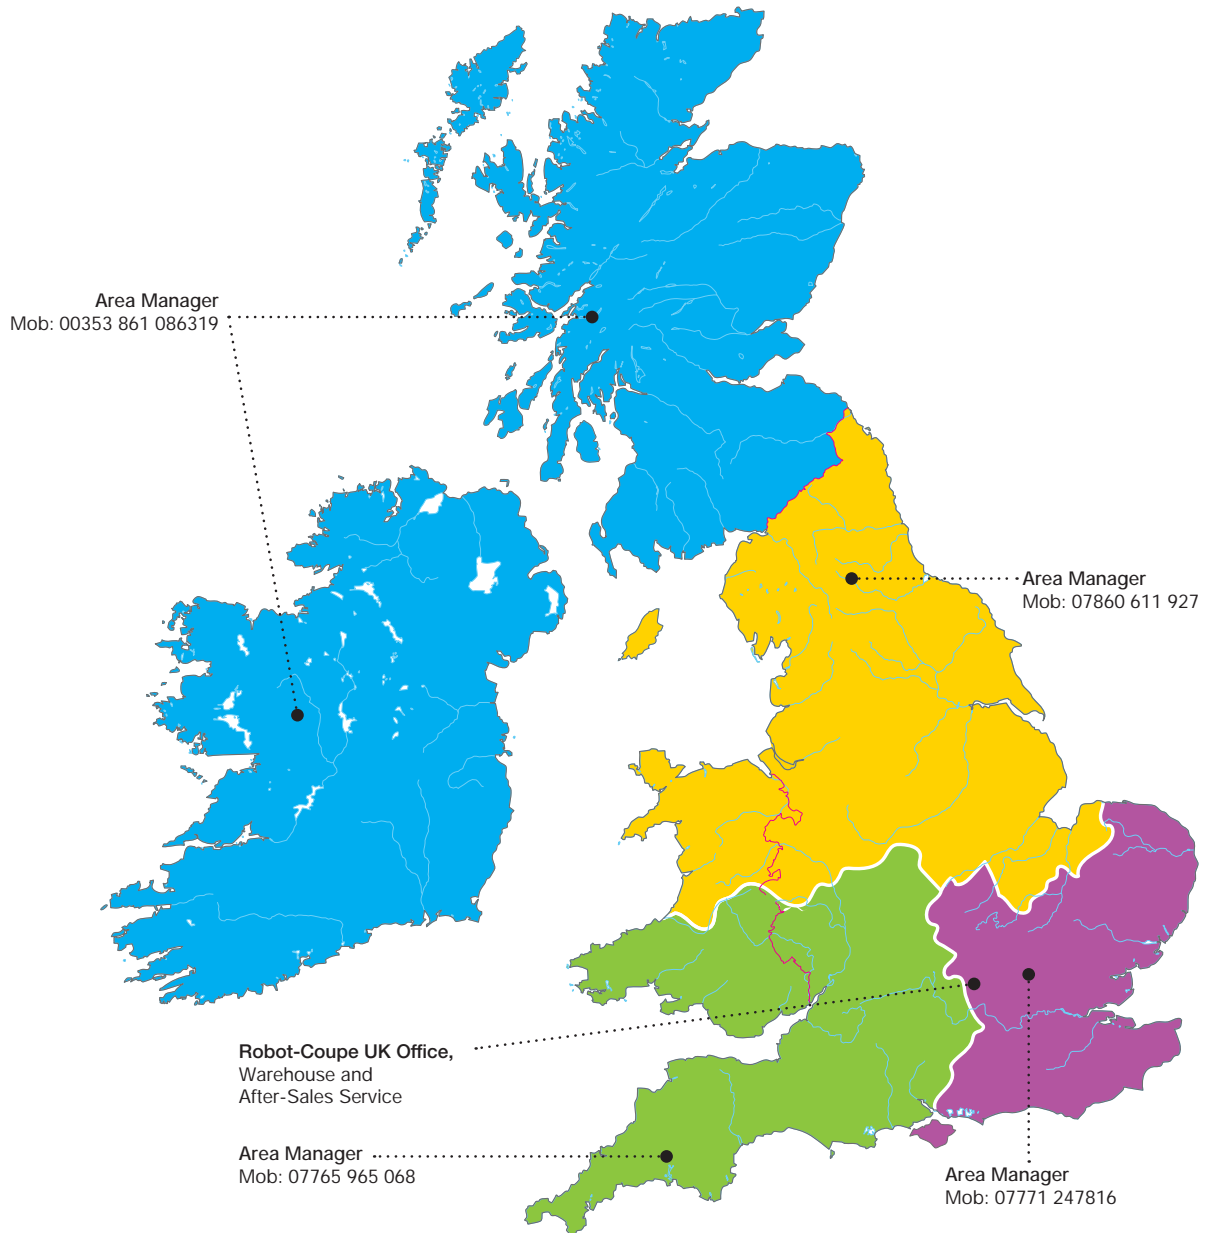 Area Manager
Mob: 00353 861 086319
Area Manager
Mob: 07860 611 927
Robot-Coupe UK Office,
Warehouse and
After-Sales Service
Area Manager
Mob: 07765 965 068
Area Manager
Mob: 07771 247816